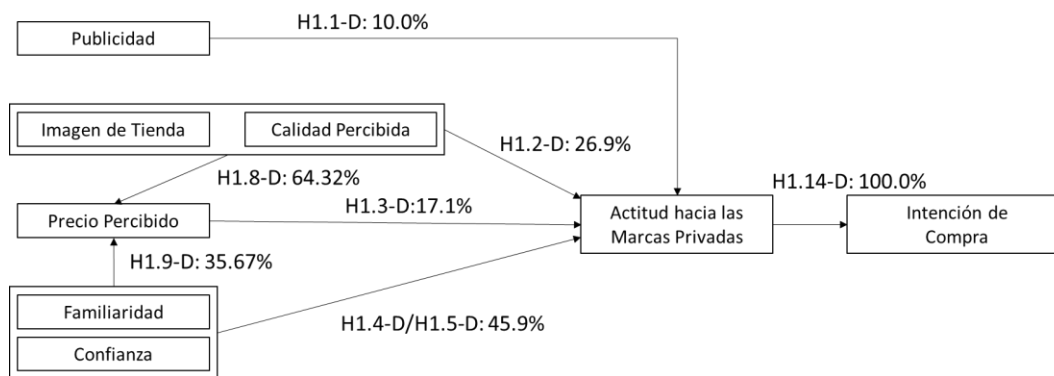 H1.1-D: 10.0%
Publicidad
Imagen de Tienda
Calidad Percibida
H1.2-D: 26.9%
H1.8-D: 64.32%
H1.14-D: 100.0%
H1.3-D:17.1%
Precio Percibido
Actitud hacia las
Marcas Privadas
Intención de
Compra
H1.9-D: 35.67%
Familiaridad
H1.4-D/H1.5-D: 45.9%
Confianza